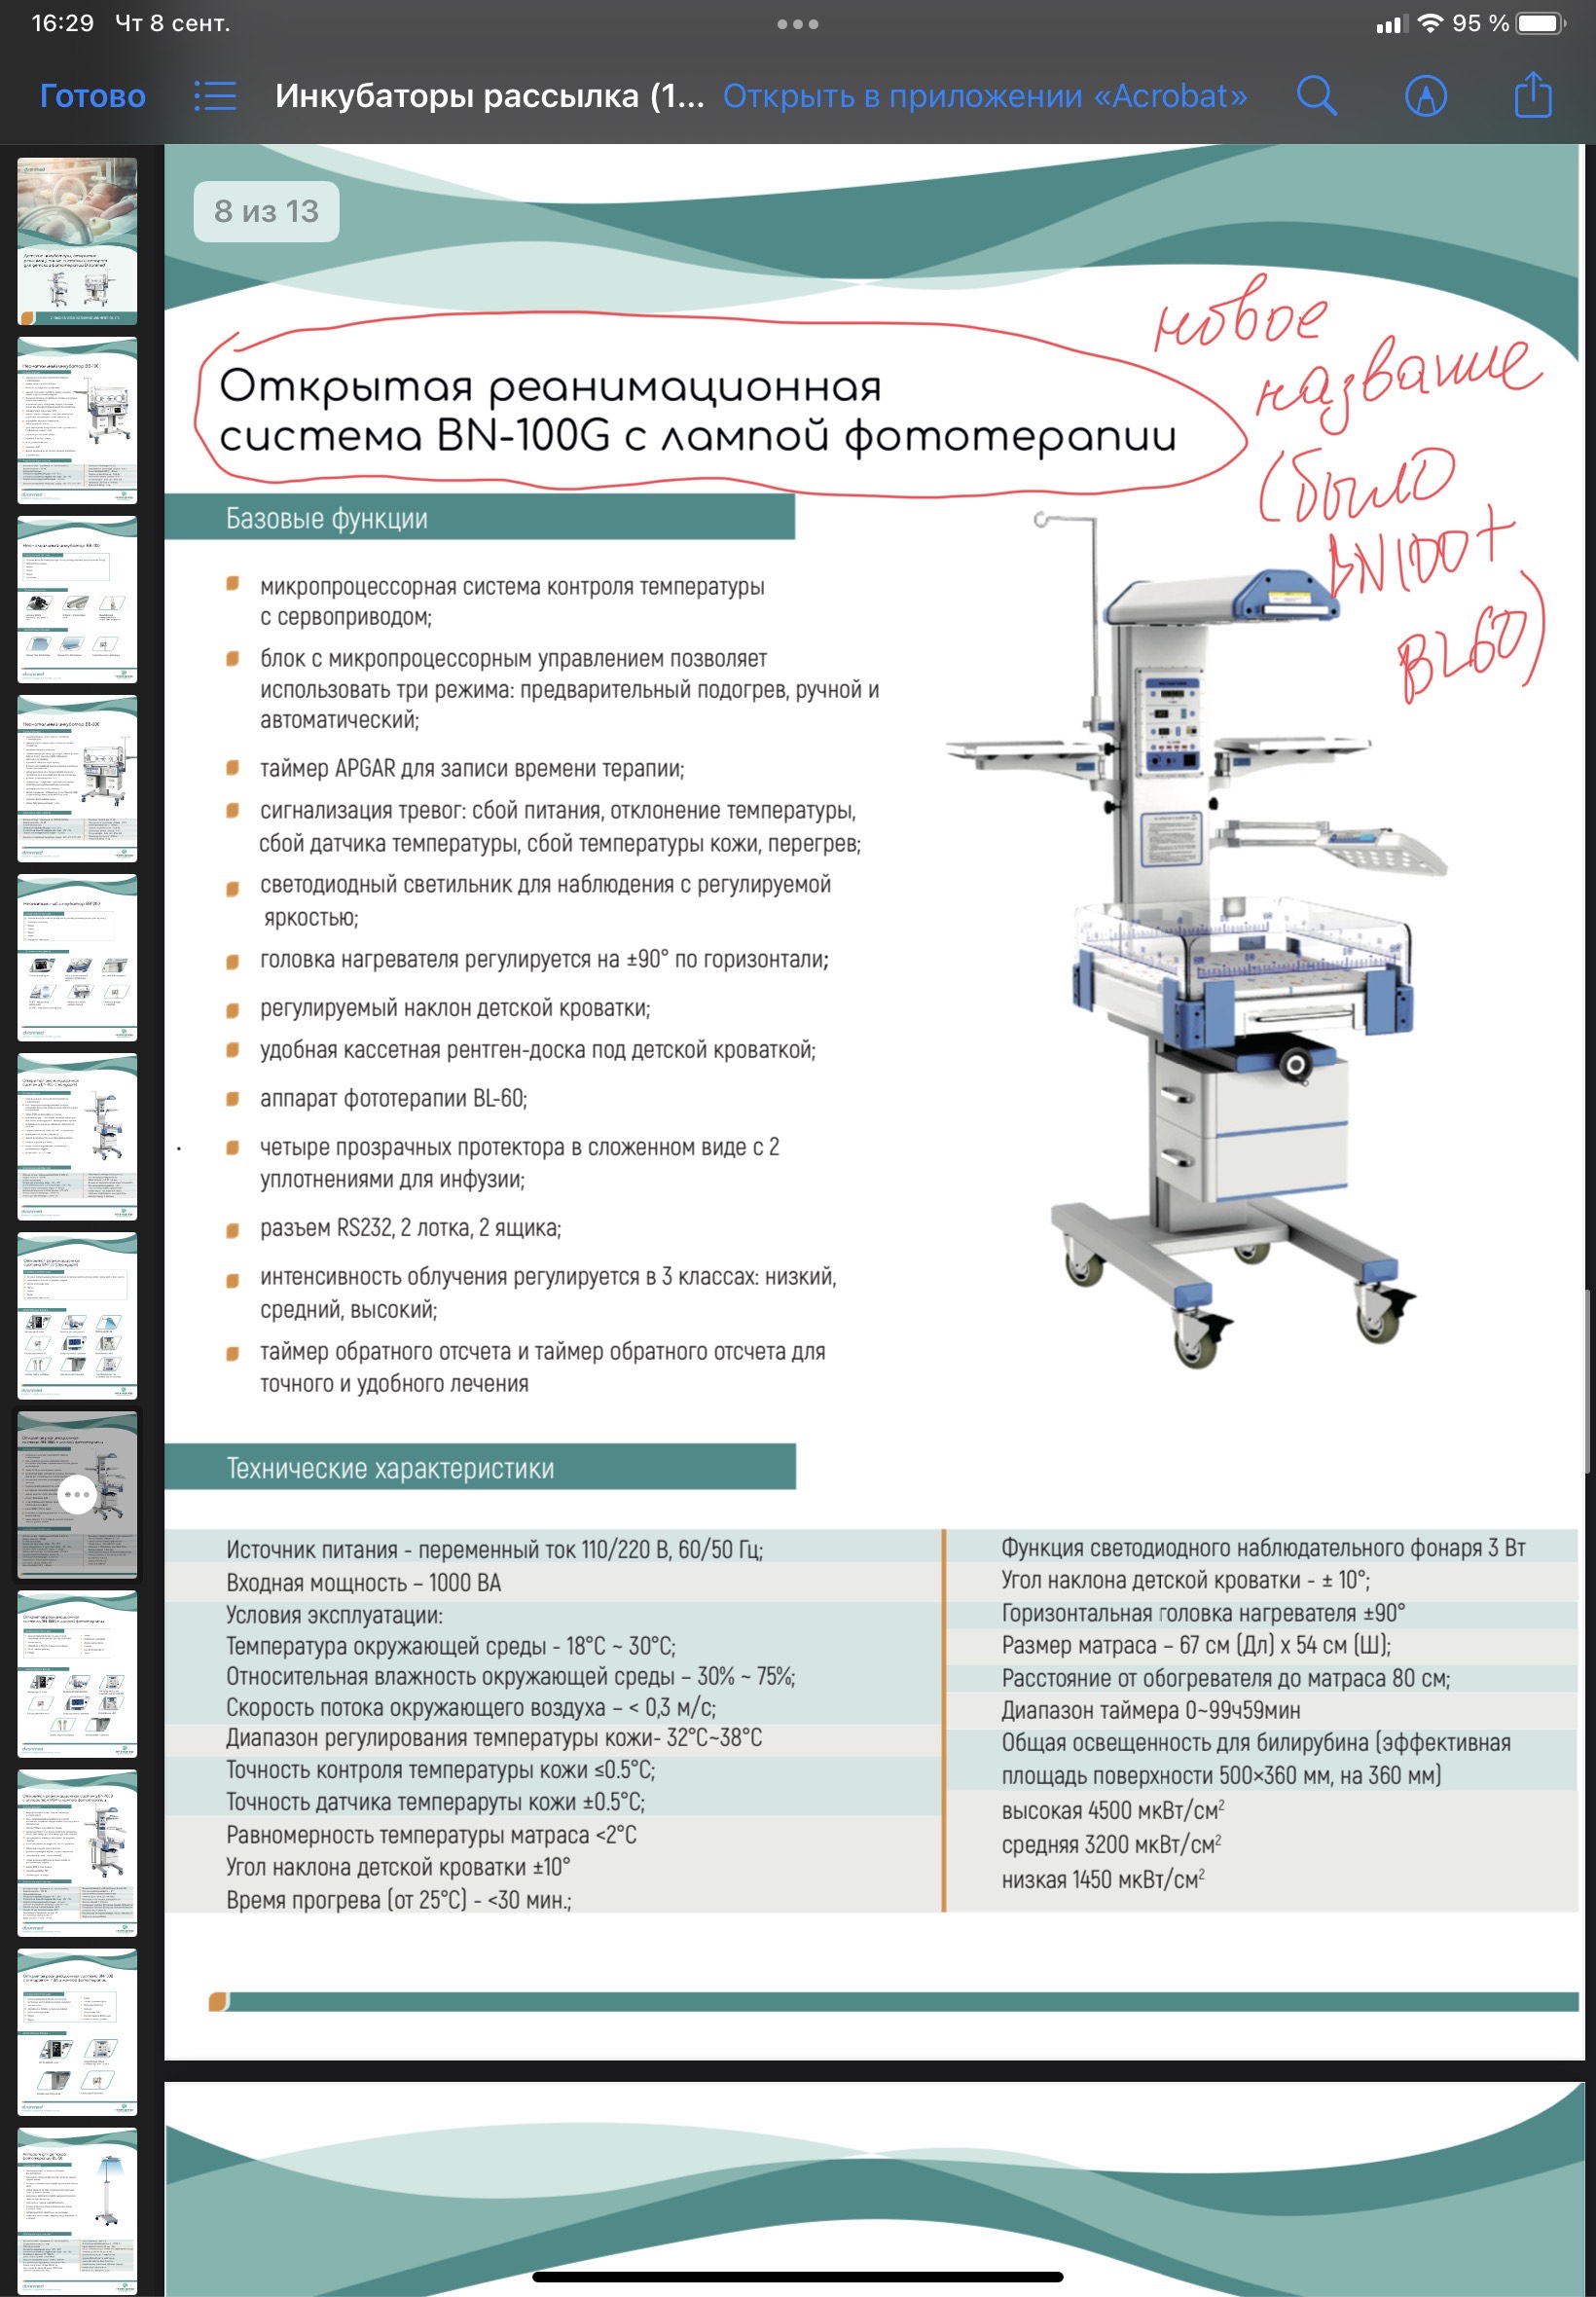 16:29 Чт 8 сент.
95 %
Готово
Инкубаторы рассылка (1...
Открыть в приложении «Acrobat»
8 из 13
новое
название
(было
BN100+
BL60)
Открытая реанимационная
система BN-100G с лампой фототерапии
Базовые функции
микропроцессорная система контроля температуры
с сервоприводом;
блок с микропроцессорным управлением позволяет
использовать три режима: предварительный подогрев, ручной и
автоматический;
таймер APGAR для записи времени терапии;
сигнализация тревог: сбой питания, отклонение температуры,
сбой датчика температуры, сбой температуры кожи, перегрев;
светодиодный светильник для наблюдения с регулируемой
яркостью;
головка нагревателя регулируется на ±90° по горизонтали;
регулируемый наклон детской кроватки;
удобная кассетная рентген-доска под детской кроваткой;
аппарат фототерапии BL-60;
четыре прозрачных протектора в сложенном виде с 2
уплотнениями для инфузии;
разъем RS232, 2 лотка, 2 ящика;
интенсивность облучения регулируется в 3 классах: низкий,
средний, высокий;
таймер обратного отсчета и таймер обратного отсчета для
точного и удобного лечения
Технические характеристики
Источник питания - переменный ток 110/220 В, 60/50 Гц;
Входная мощность – 1000 ВА
Условия эксплуатации:
Температура окружающей среды - 18°C ~ 30°C;
Относительная влажность окружающей среды – 30% ~ 75%;
Скорость потока окружающего воздуха – < 0,3 м/с;
Диапазон регулирования температуры кожи- 32°C~38°C
Точность контроля температуры кожи ≤0.5°C;
Точность датчика темпераруты кожи ±0.5°C;
Равномерность температуры матраса <2°C
Угол наклона детской кроватки ±10°
Время прогрева (от 25°C) - <30 мин.;
Функция светодиодного наблюдательного фонаря 3 Вт
Угол наклона детской кроватки - ± 10°;
Горизонтальная головка нагревателя ±90°
Размер матраса – 67 см (Дл) x 54 см (Ш);
Расстояние от обогревателя до матраса 80 см;
Диапазон таймера 0~99ч59мин
Общая освещенность для билирубина (эффективная
площадь поверхности 500×360 мм, на 360 мм)
высокая 4500 мкВт/см²
средняя 3200 мкВт/см²
низкая 1450 мкВт/см²